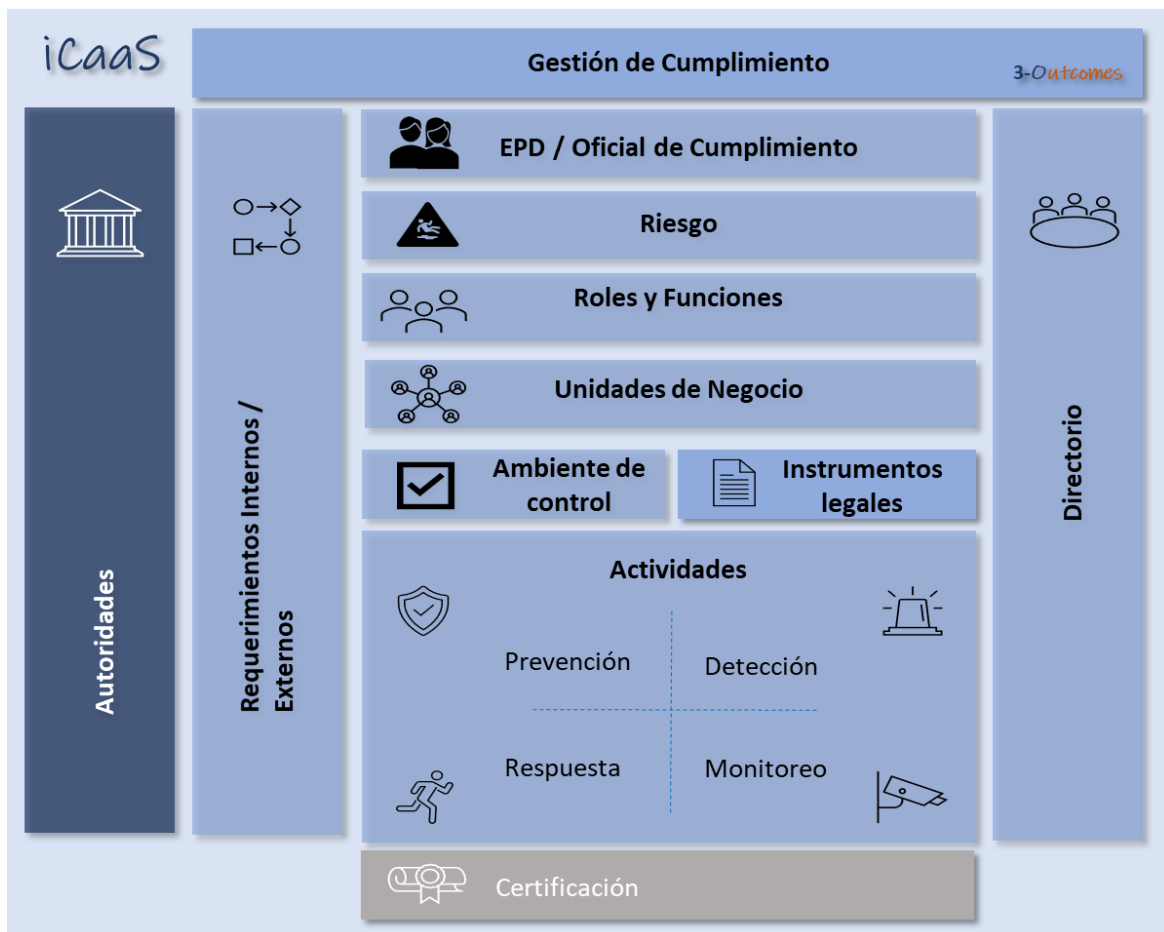 iCaaS
Gestión de Cumplimiento
3-Outcomes
EPD / Oficial de Cumplimiento
Riesgo
Roles y Funciones
Unidades de Negocio
Ambiente de
control
Instrumentos
legales
Actividades
Prevención
Detección
Respuesta
Monitoreo
Certificación
Autoridades
Requerimientos Internos /
Externos
Directorio